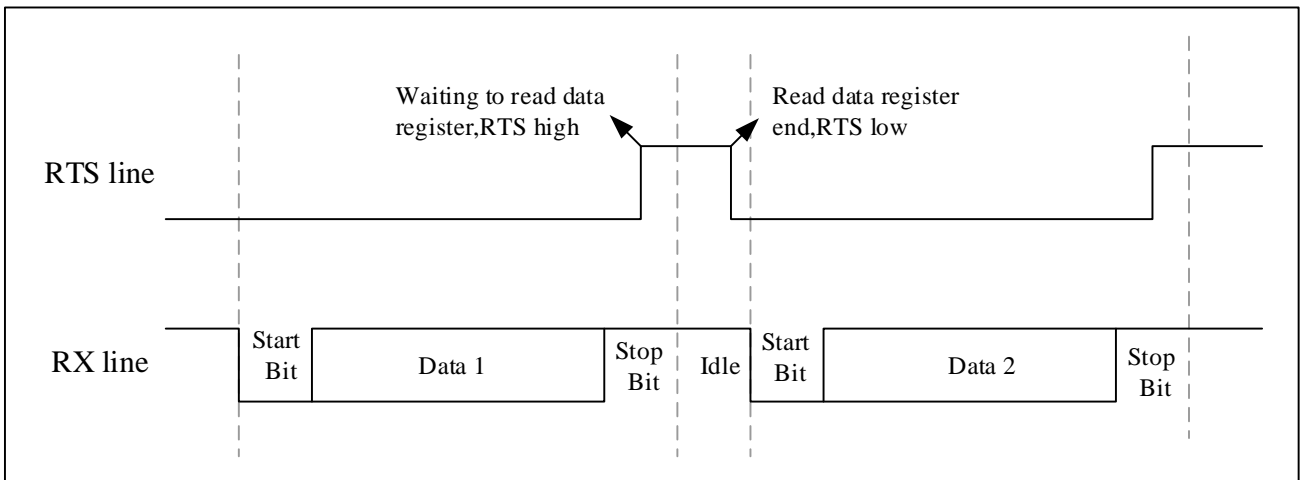 Waiting to read data
register,RTS high
Read data register
end,RTS low
RTS line
RX line
Start
Bit
Data 1
Stop
Bit
Idle
Start
Bit
Data 2
Stop
Bit